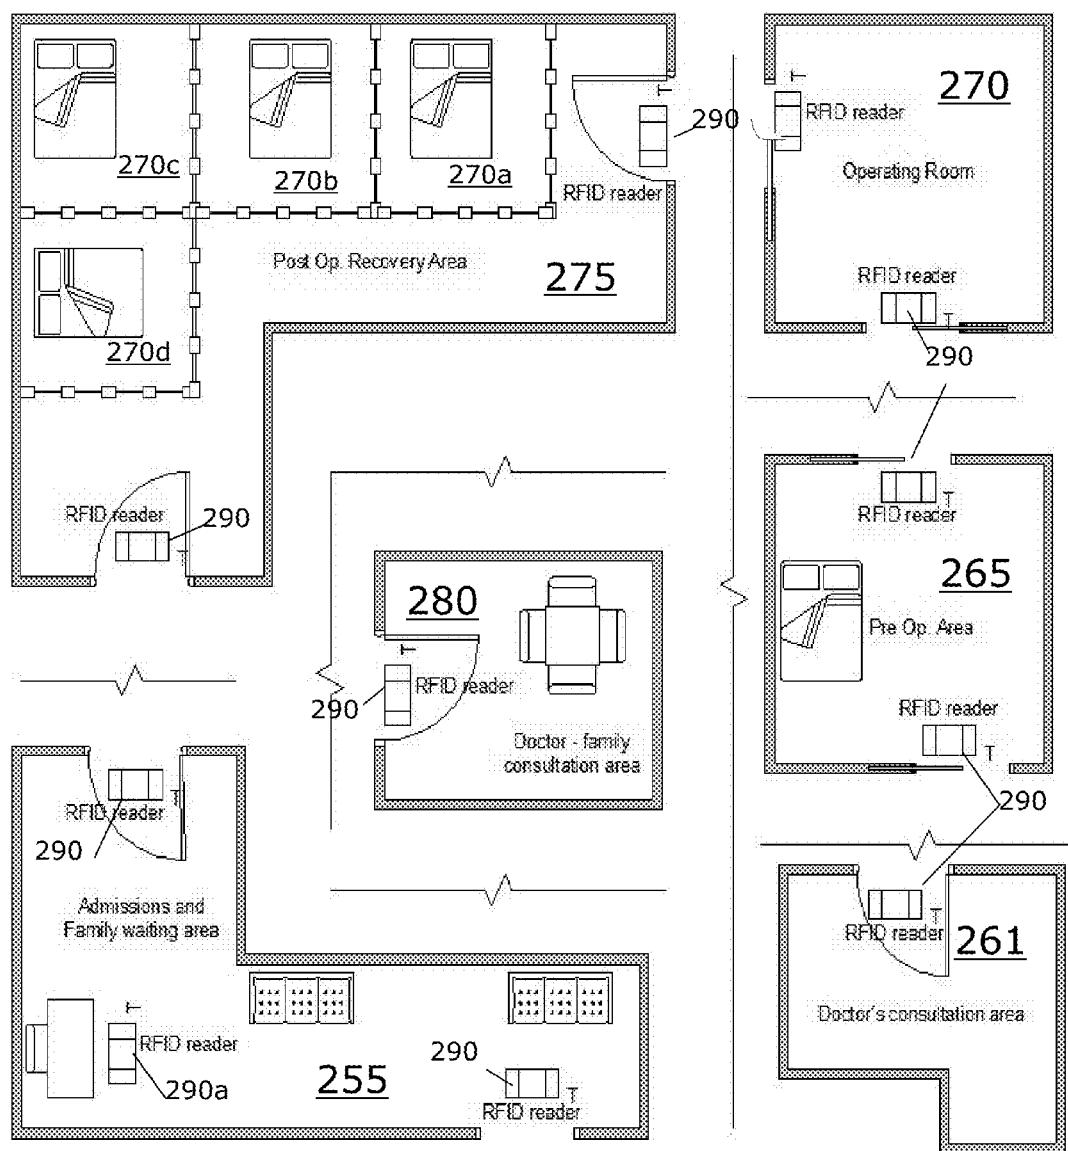 270c
270b
270a
290
RFID reader
Post Op. Recovery Area
275
270d
RFID reader
290
270
RFID reader
Operating Room
RFID reader
290
RFID reader
265
Pre Op. Area
RFID reader
290
280
290
RFID reader
Doctor - family
consultation area
RFID reader
290
Admissions and
Family waiting area
RFID reader
290a
255
290
RFID reader
RFID reader
261
Doctor's consultation area